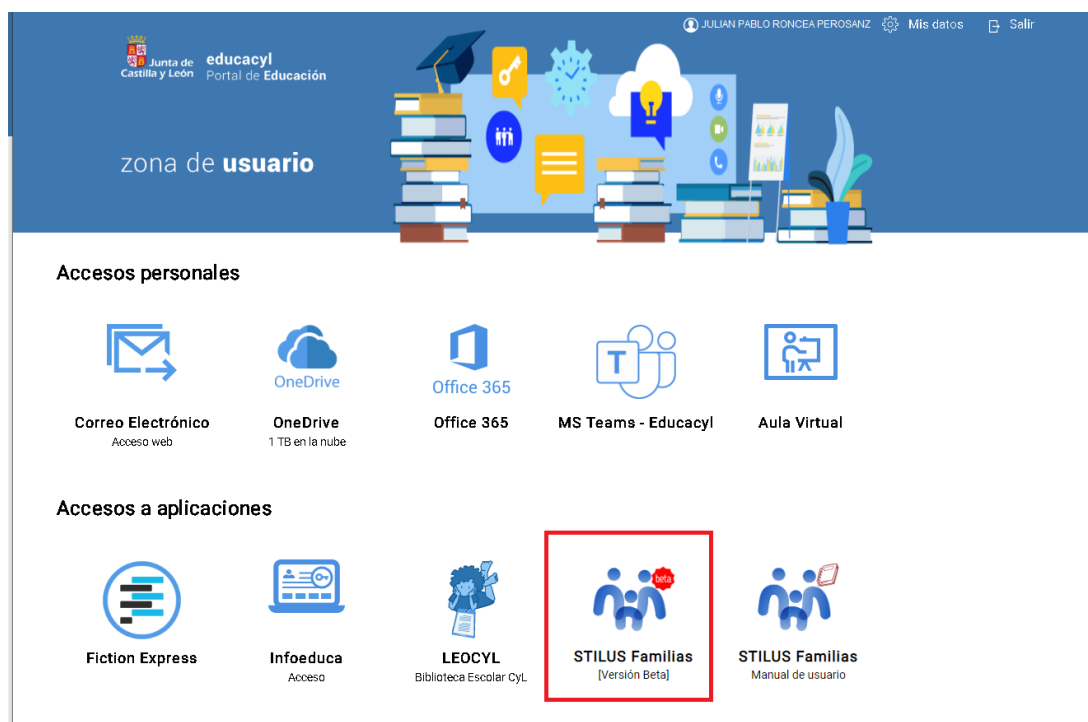 JULIAN PABLO RONCEA PEROSANZ Mis datos Salir
Junta de
Castilla y León
educacyl
Portal de Educación
zona de usuario
Accesos personales
OneDrive
Office 365
T
Correo Electrónico
Acceso web
OneDrive
1 TB en la nube
Office 365
MS Teams - Educacyl
Aula Virtual
Accesos a aplicaciones
beta
Fiction Express
Infoeduca
Acceso
LEOCYL
Biblioteca Escolar CyL
STILUS Familias
[Versión Beta]
STILUS Familias
Manual de usuario